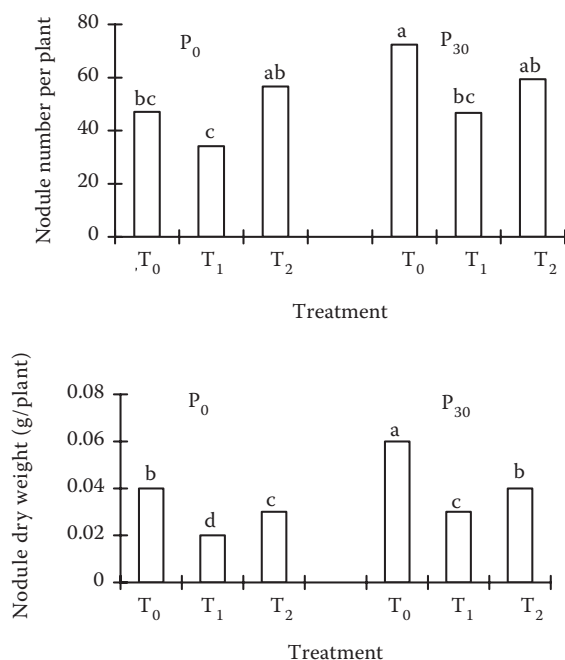 Nodule number per plant
80
60
40
20
0
P₀
P₃₀
bc
c
ab
a
bc
ab
T₀
T₁
T₂
T₀
T₁
T₂
Treatment
Nodule dry weight (g/plant)
0.08
0.06
0.04
0.02
0
P₀
P₃₀
b
d
c
a
c
b
T₀
T₁
T₂
T₀
T₁
T₂
Treatment